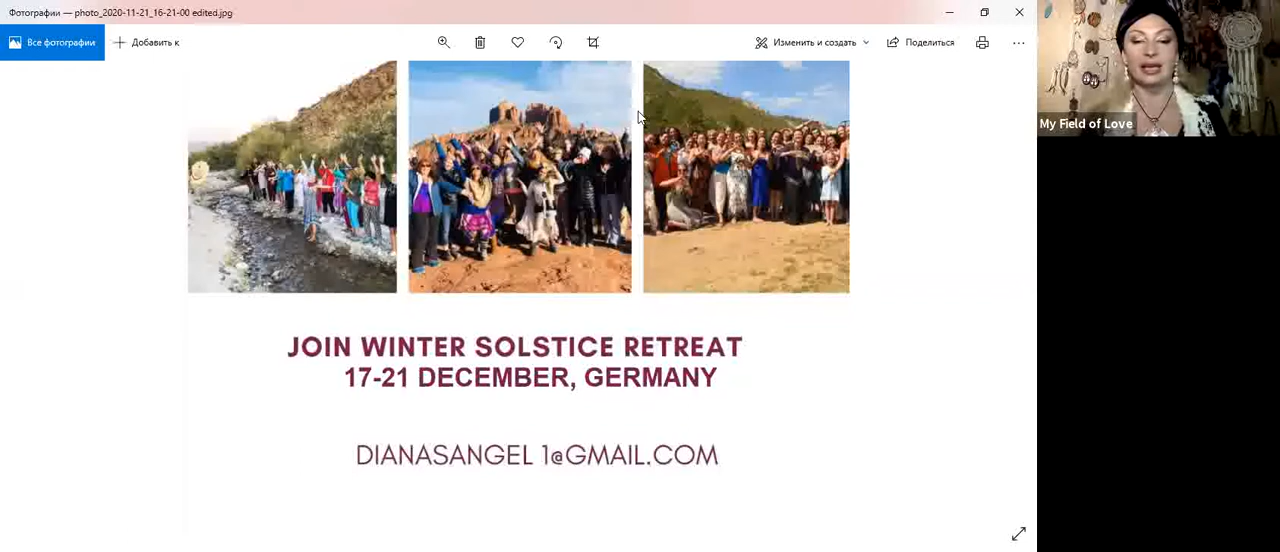 Фотографии — photo_2020-11-21_16-21-00 edited.jpg
Все фотографии
Добавить к
Изменить и создать
Поделиться
My Field of Love
JOIN WINTER SOLSTICE RETREAT
17-21 DECEMBER, GERMANY
DIANASANGEL 1@GMAIL.COM